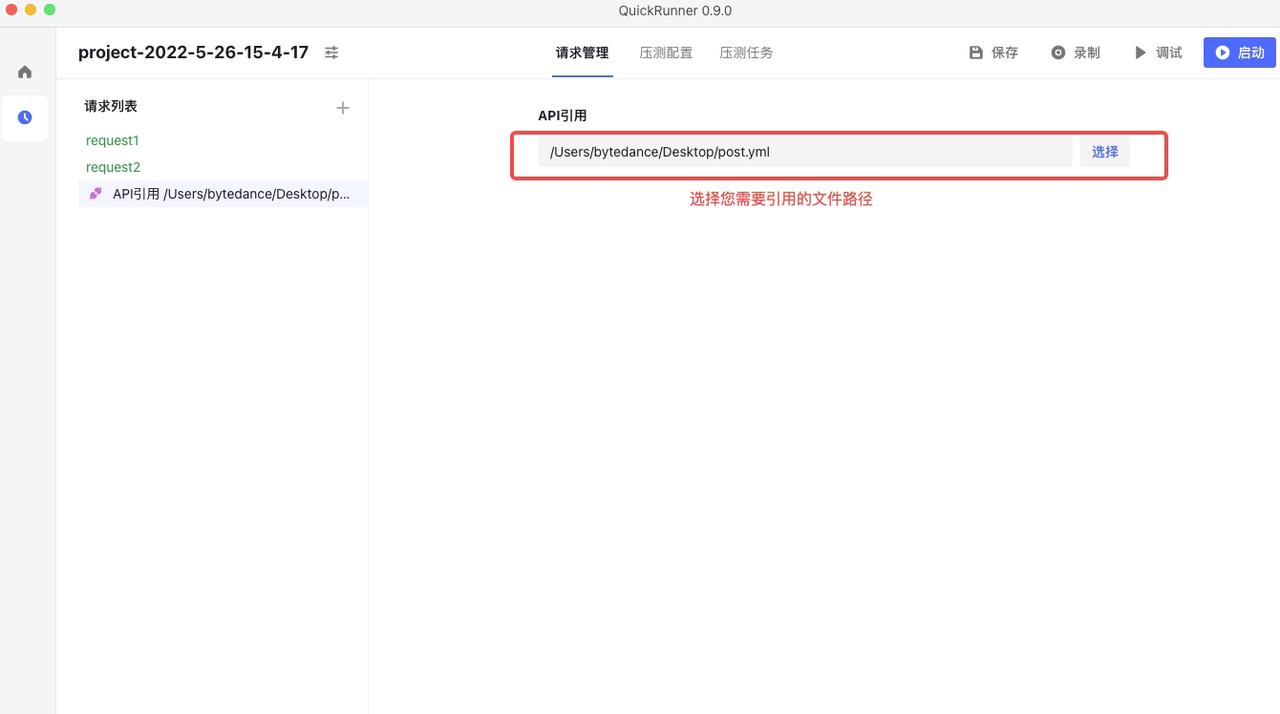 QuickRunner 0.9.0
project-2022-5-26-15-4-17
请求管理 压测配置 压测任务
保存 录制 调试 启动
请求列表
request1
request2
API引用 /Users/bytedance/Desktop/p...
API引用
/Users/bytedance/Desktop/post.yml 选择
选择您需要引用的文件路径